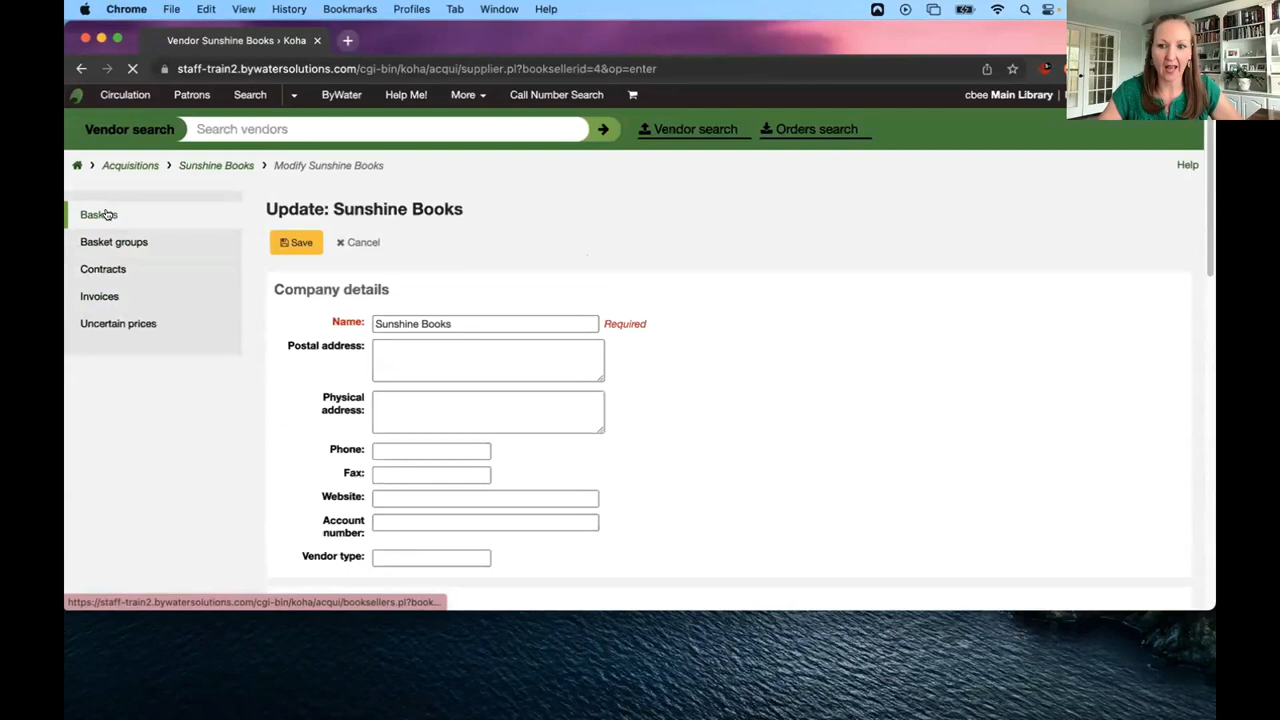 Chrome File Edit View History Bookmarks Profiles Tab Window Help
Vendor Sunshine Books › Koha
staff-train2.bywatersolutions.com/cgi-bin/koha/acqui/supplier.pl?booksellerid=4&op=enter
Circulation Patrons Search ByWater Help Me! More Call Number Search cbee Main Library
Vendor search Search vendors Vendor search Orders search
Acquisitions Sunshine Books Modify Sunshine Books Help
Baskets
Basket groups
Contracts
Invoices
Uncertain prices
Update: Sunshine Books
Save Cancel
Company details
Name: Sunshine Books Required
Postal address:
Physical
address:
Phone:
Fax:
Website:
Account
number:
Vendor type:
https://staff-train2.bywatersolutions.com/cgi-bin/koha/acqui/booksellers.pl?book...